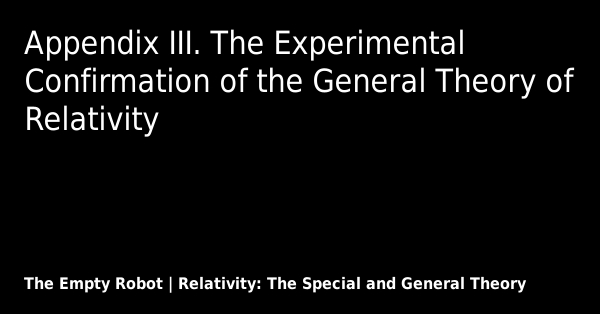 Appendix III. The Experimental
Confirmation of the General Theory of
Relativity
The Empty Robot | Relativity: The Special and General Theory